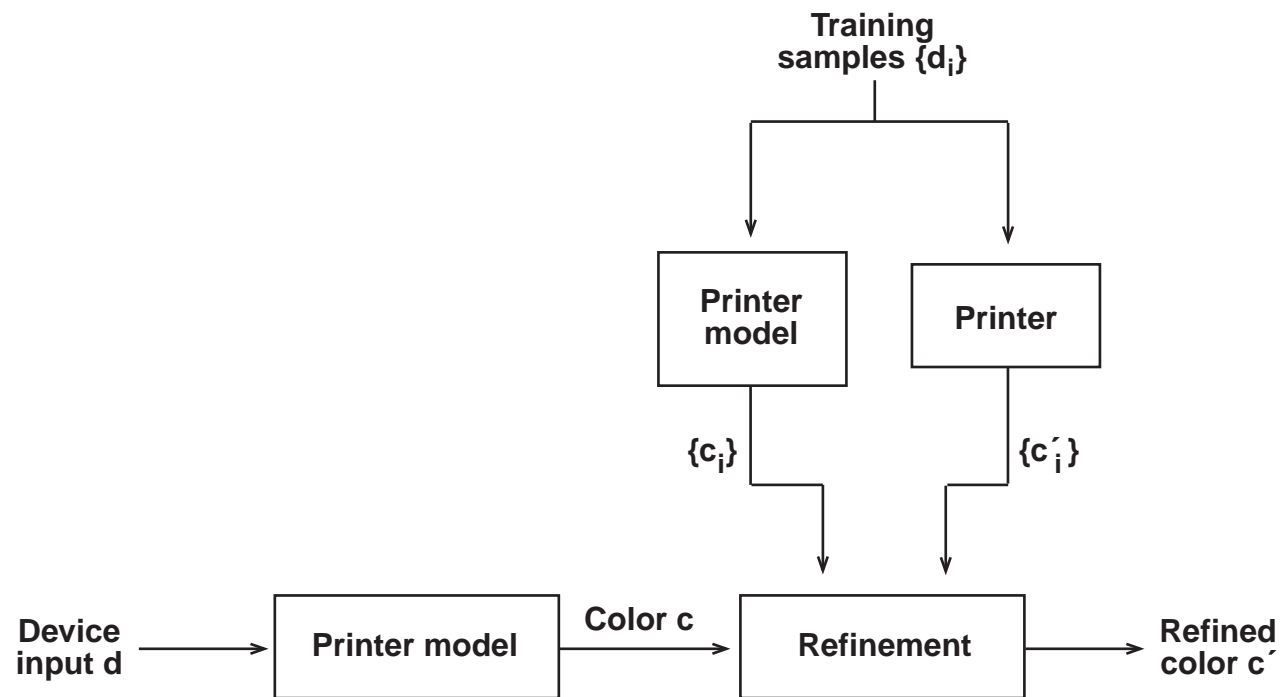 Training
samples {di}
Printer
model
Printer
{ci}
{c´i}
Device
input d
Printer model
Color c
Refinement
Refined
color c´